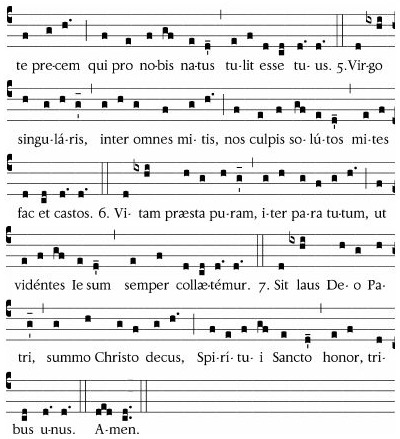 te pre·cem qui pro no·bis na·tus tu·lit esse tu·us. 5.Vir·go
singu·lá·ris, inter omnes mi·tis, nos culpis so·lú·tos mi·tes
fac et castos. 6. Vi·tam præsta pu·ram, i·ter pa·ra tu·tum, ut
vidéntes Ie·sum semper collæ·témur. 7. Sit laus De·o Pa-
tri, summo Christo decus, Spi·rí·tu·i Sancto honor, tri-
bus unus. A·men.